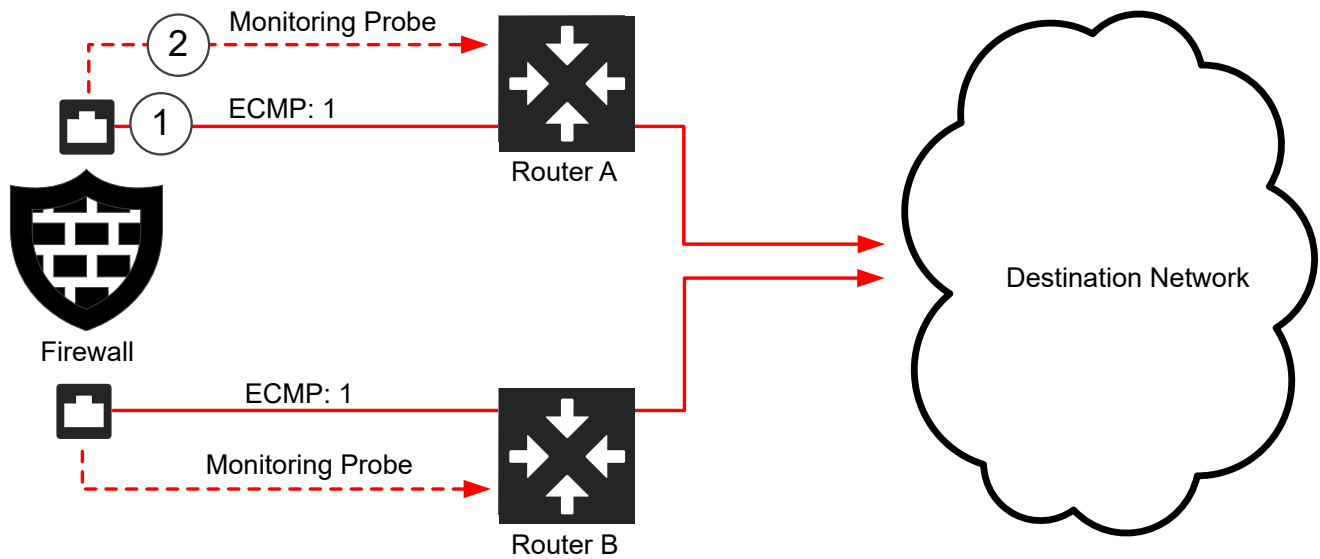 Monitoring Probe
2
1
ECMP: 1
Router A
Destination Network
Firewall
ECMP: 1
Monitoring Probe
Router B